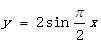 y = 2 sin π/2 x